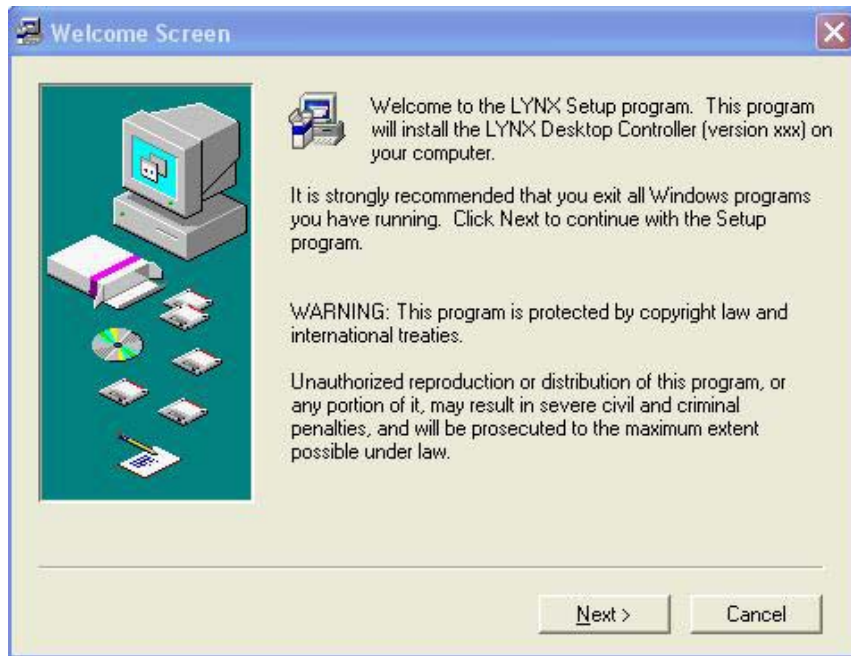 Welcome Screen
Welcome to the LYNX Setup program.  This program
will install the LYNX Desktop Controller (version xxx) on
your computer.
It is strongly recommended that you exit all Windows programs
you have running.  Click Next to continue with the Setup
program.
WARNING: This program is protected by copyright law and
international treaties.
Unauthorized reproduction or distribution of this program, or
any portion of it, may result in severe civil and criminal
penalties, and will be prosecuted to the maximum extent
possible under law.
Next >
Cancel